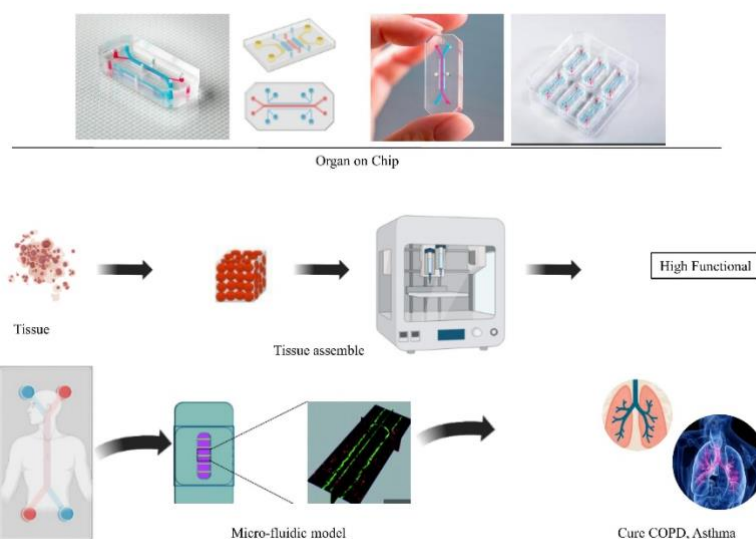 Organ on Chip
High Functional
Tissue
Tissue assemble
Micro-fluidic model
Cure COPD, Asthma